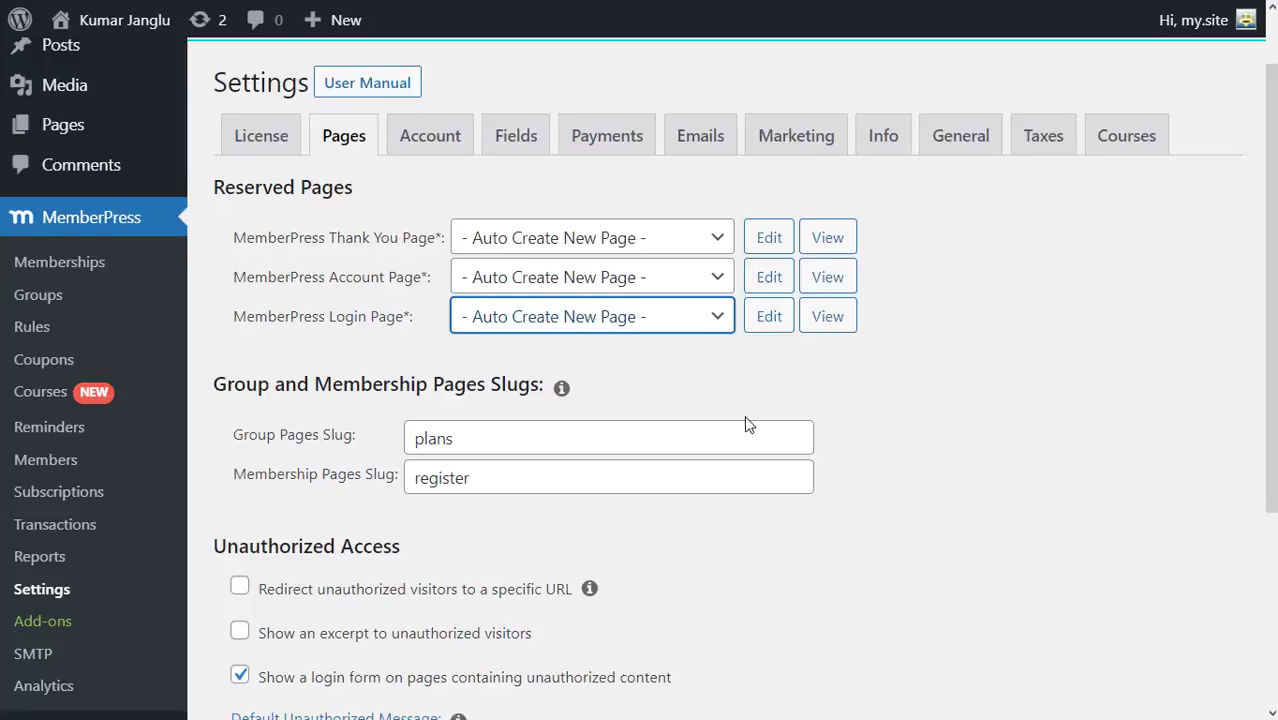 Kumar Janglu 2 0 New Hi, my.site
Posts
Media
Pages
Comments
MemberPress
Memberships
Groups
Rules
Coupons
Courses NEW
Reminders
Members
Subscriptions
Transactions
Reports
Settings
Add-ons
SMTP
Analytics
Settings User Manual
License Pages Account Fields Payments Emails Marketing Info General Taxes Courses
Reserved Pages
MemberPress Thank You Page*: - Auto Create New Page - Edit View
MemberPress Account Page*: - Auto Create New Page - Edit View
MemberPress Login Page*: - Auto Create New Page - Edit View
Group and Membership Pages Slugs:
Group Pages Slug: plans
Membership Pages Slug: register
Unauthorized Access
Redirect unauthorized visitors to a specific URL
Show an excerpt to unauthorized visitors
Show a login form on pages containing unauthorized content
Default Unauthorized Message: